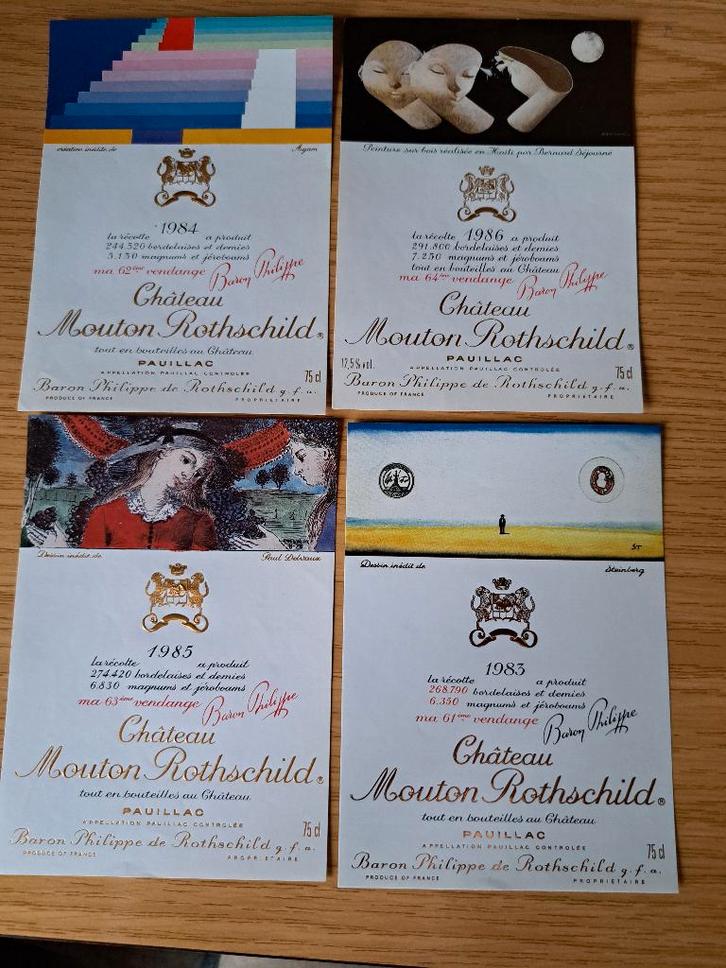 création inédite de Agam
1984
la récolte a produit
244.520 bordelaises et demies
5.150 magnums et jéroboams
ma 62ème vendange Baron Philippe
Château
Mouton Rothschild®
tout en bouteilles au Château
PAUILLAC
APPELLATION PAUILLAC CONTROLÉE
75 cl
Baron Philippe de Rothschild g.f.a.
PRODUCE OF FRANCE PROPRIETAIRE
Peinture sur bois réalisée en Haïti par Bernard Séjourné
1986
la récolte a produit
291.800 bordelaises et demies
7.250 magnums et jéroboams
tout en bouteilles au Château
ma 64ème vendange Baron Philippe
Château
Mouton Rothschild®
12,5% vol.
PAUILLAC
APPELLATION PAUILLAC CONTROLÉE
75 cl
Baron Philippe de Rothschild g.f.a.
PRODUCE OF FRANCE PROPRIETAIRE
Dessin inédit de Paul Delvaux
1985
la récolte a produit
274.420 bordelaises et demies
6.830 magnums et jéroboams
ma 63ème vendange Baron Philippe
Château
Mouton Rothschild®
tout en bouteilles au Château
PAUILLAC
APPELLATION PAUILLAC CONTROLÉE
75 cl
Baron Philippe de Rothschild g.f.a.
PRODUCE OF FRANCE PROPRIETAIRE
ST
Dessin inédit de Steinberg
1983
la récolte a produit
268.790 bordelaises et demies
6.350 magnums et jéroboams
ma 61ème vendange Baron Philippe
Château
Mouton Rothschild®
tout en bouteilles au Château
PAUILLAC
APPELLATION PAUILLAC CONTROLÉE
75 cl
Baron Philippe de Rothschild g.f.a.
PRODUCE OF FRANCE PROPRIETAIRE